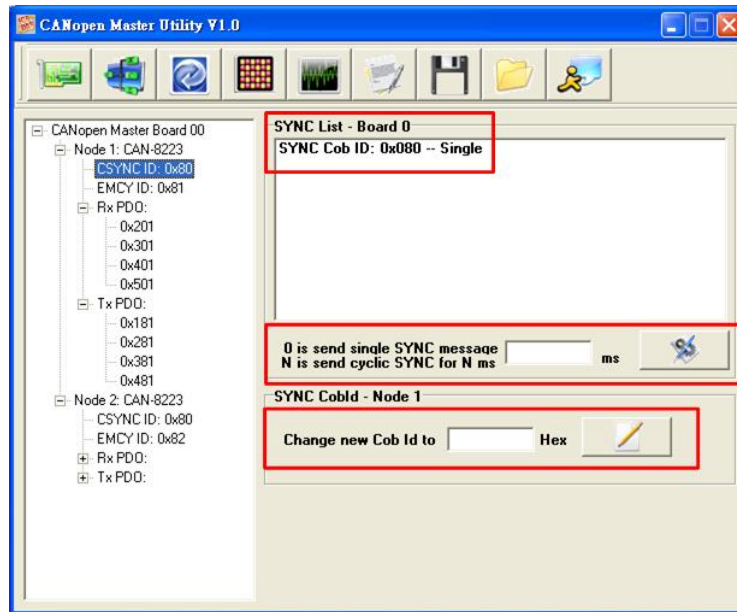 CANopen Master Utility V1.0
CANopen Master Board 00
Node 1: CAN-8223
CSYNC ID: 0x80
EMCY ID: 0x81
Rx PDO:
0x201
0x301
0x401
0x501
Tx PDO:
0x181
0x281
0x381
0x481
Node 2: CAN-8223
CSYNC ID: 0x80
EMCY ID: 0x82
Rx PDO:
Tx PDO:
SYNC List - Board 0
SYNC Cob ID: 0x080 -- Single
0 is send single SYNC message
N is send cyclic SYNC for N ms
ms
SYNC CobId - Node 1
Change new Cob Id to
Hex